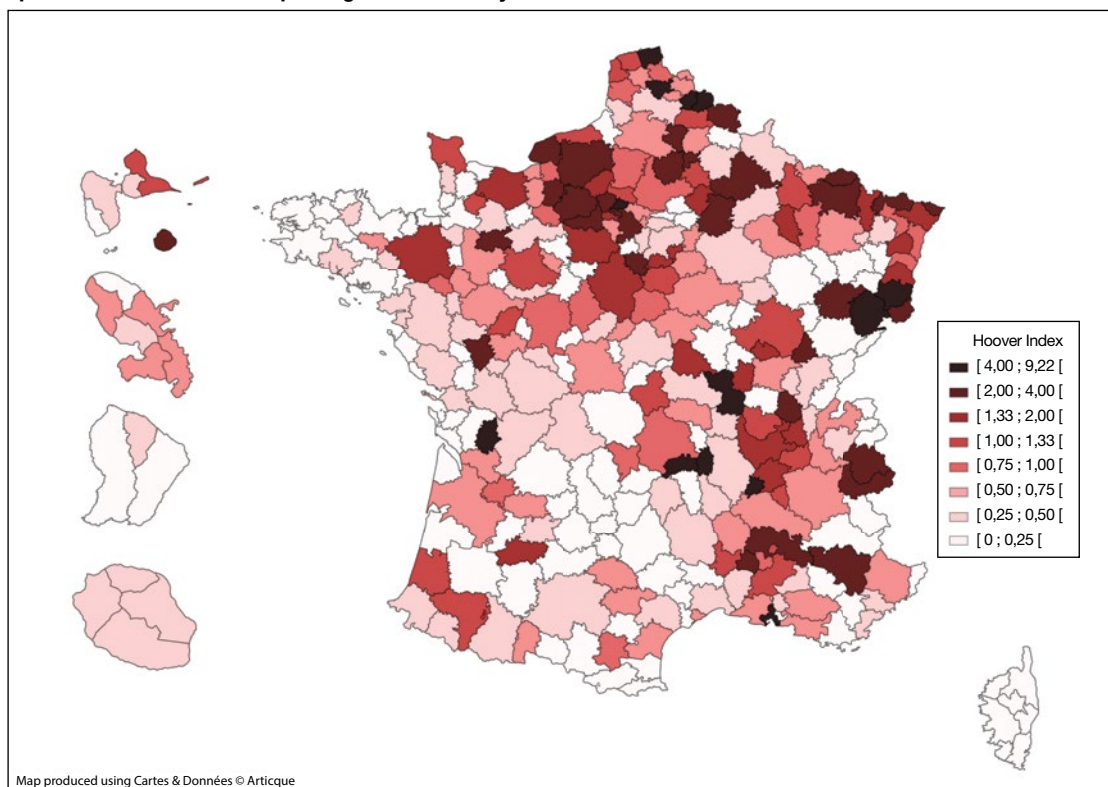 Hoover Index
[ 4,00 ; 9,22 [
[ 2,00 ; 4,00 [
[ 1,33 ; 2,00 [
[ 1,00 ; 1,33 [
[ 0,75 ; 1,00 [
[ 0,50 ; 0,75 [
[ 0,25 ; 0,50 [
[ 0 ; 0,25 [
Map produced using Cartes & Données © Articque